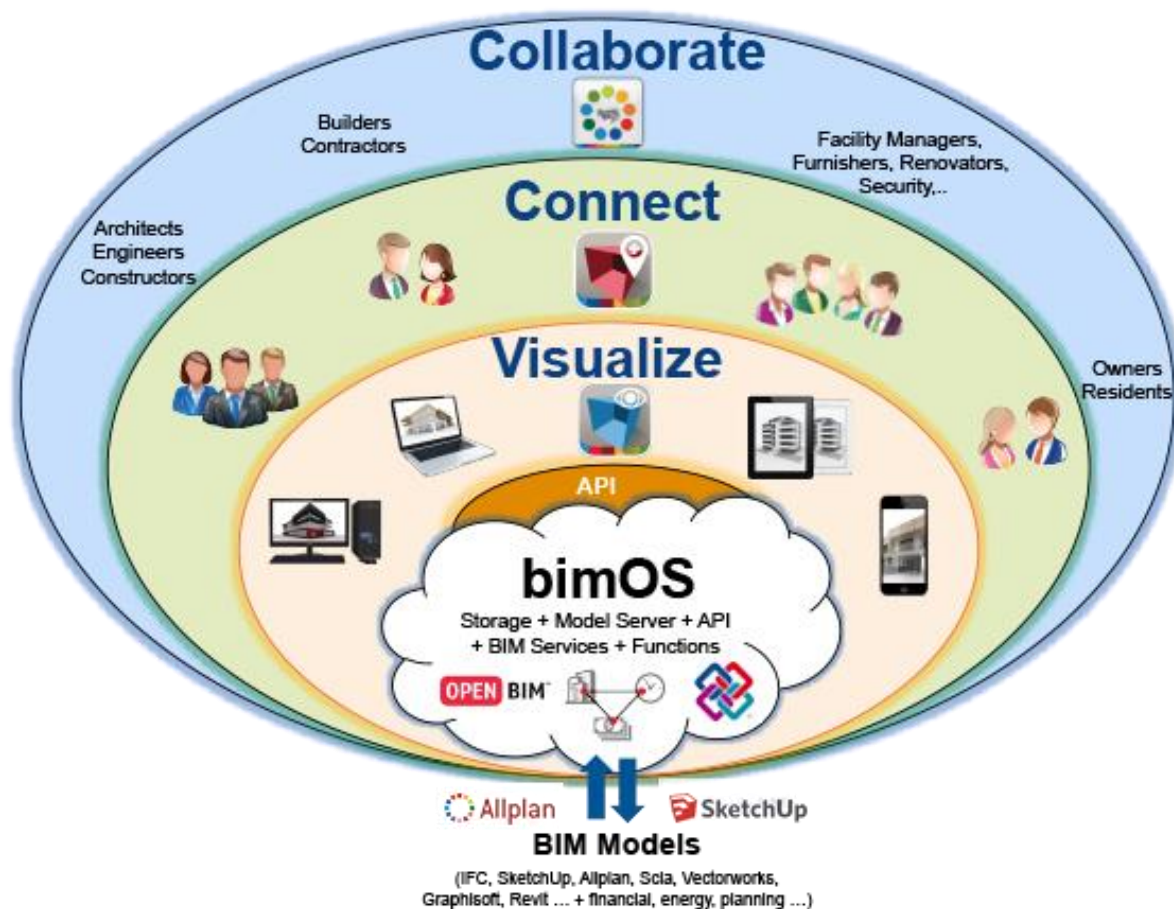 Collaborate
Builders
Contractors
Facility Managers,
Furnishers, Renovators,
Security,..
Architects
Engineers
Constructors
Connect
Visualize
Owners
Residents
API
bimOS
Storage + Model Server + API
+ BIM Services + Functions
OPEN BIM™
Allplan
SketchUp
BIM Models
(IFC, SketchUp, Allplan, Scia, Vectorworks,
Graphisoft, Revit ... + financial, energy, planning ...)